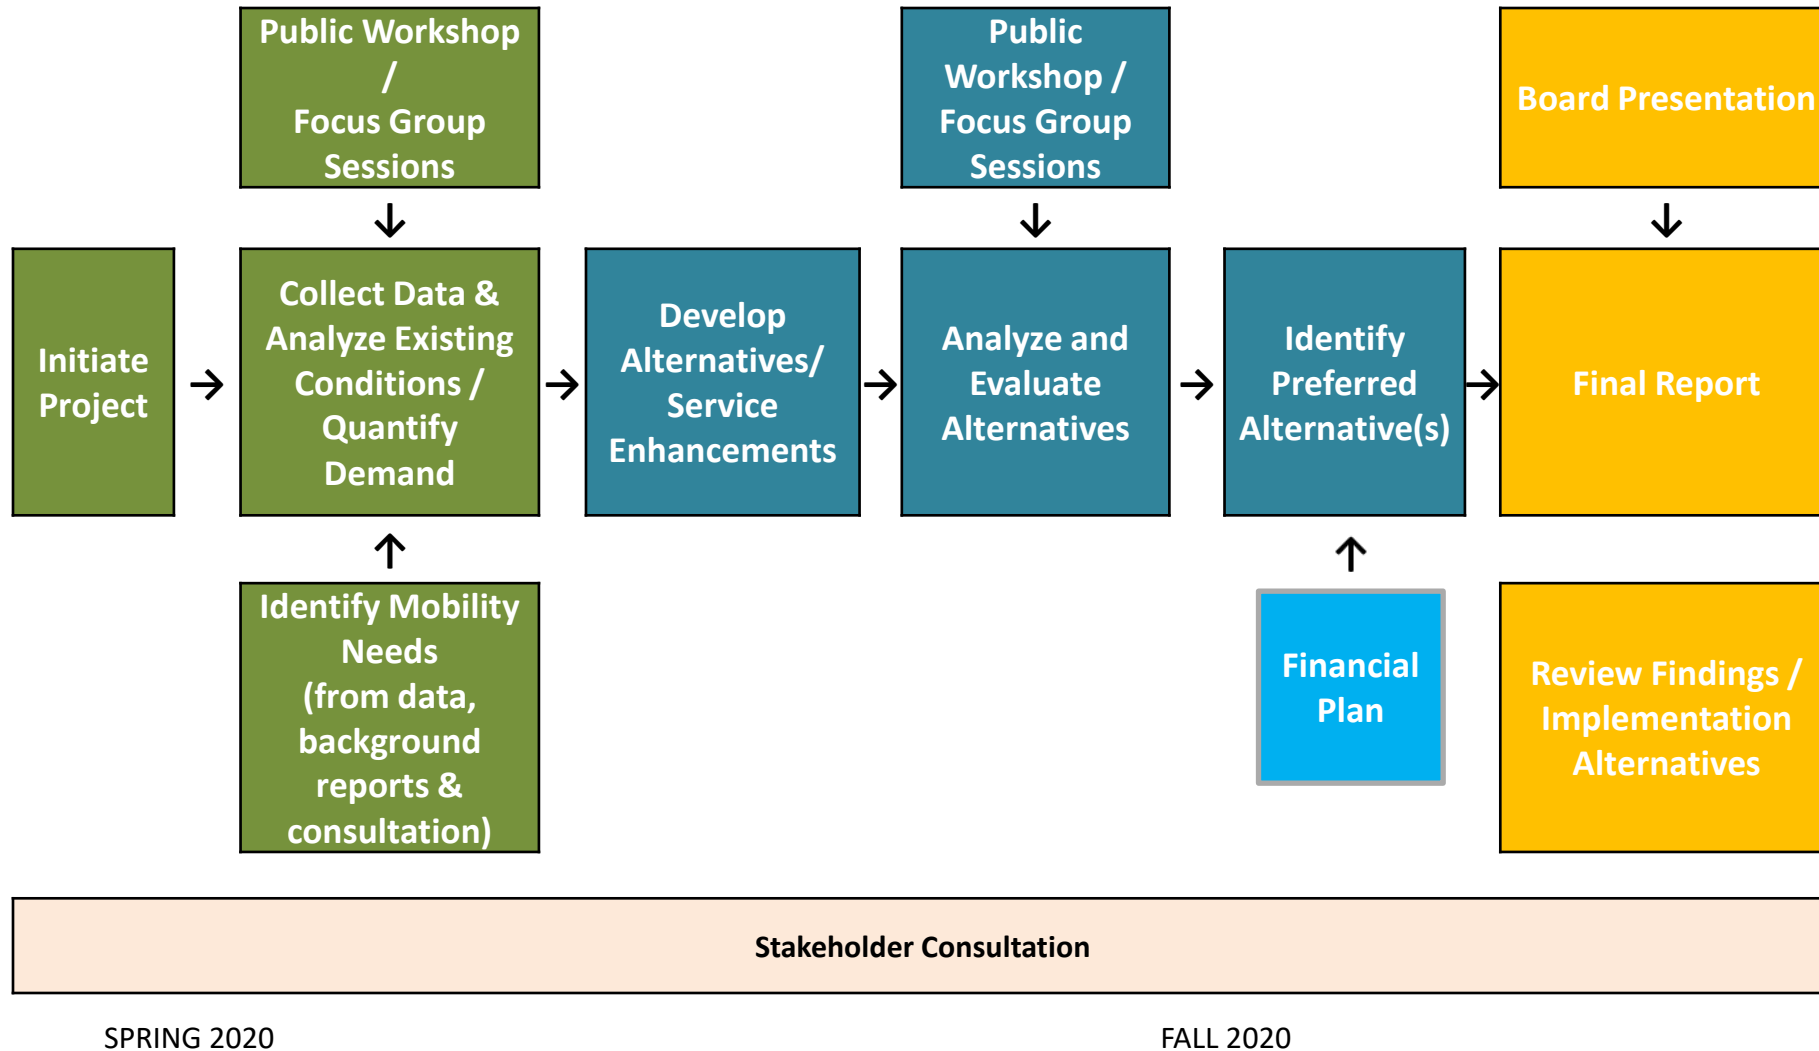 Public Workshop
/
Focus Group
Sessions
Public
Workshop /
Focus Group
Sessions
Board Presentation
Initiate
Project
Collect Data &
Analyze Existing
Conditions /
Quantify
Demand
Develop
Alternatives/
Service
Enhancements
Analyze and
Evaluate
Alternatives
Identify
Preferred
Alternative(s)
Final Report
Identify Mobility
Needs
(from data,
background
reports &
consultation)
Financial
Plan
Review Findings /
Implementation
Alternatives
Stakeholder Consultation
SPRING 2020
FALL 2020